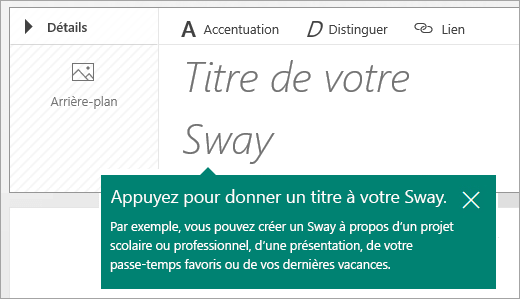 Détails
Accentuation
Distinguer
Lien
Arrière-plan
Titre de votre
Sway
Appuyez pour donner un titre à votre Sway.
Par exemple, vous pouvez créer un Sway à propos d'un projet
scolaire ou professionnel, d'une présentation, de votre
passe-temps favoris ou de vos dernières vacances.